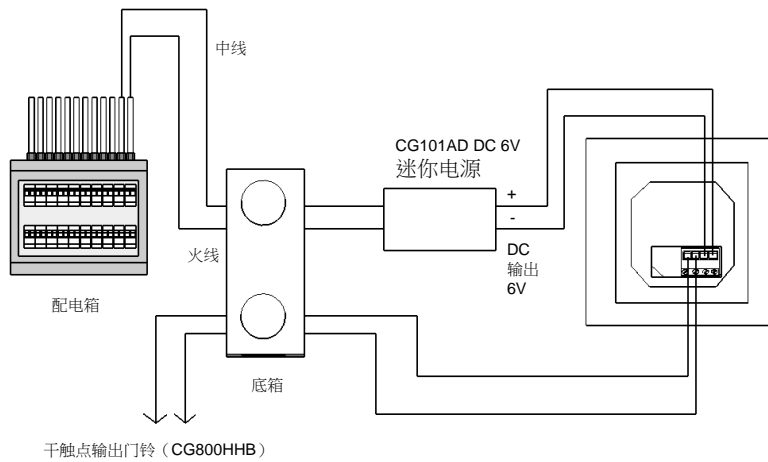 中线
CG101AD DC 6V
迷你电源
+
-
火线
DC
输出
6V
配电箱
底箱
干触点输出门铃（CG800HHB）